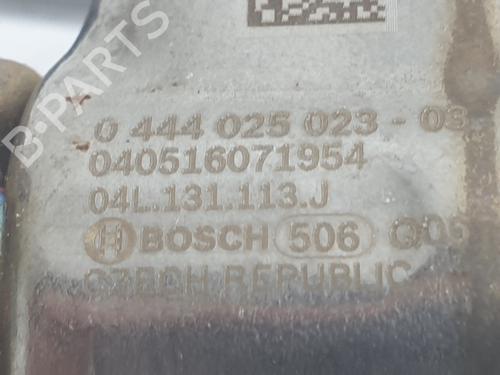 B-PARTS
0 444 025 023 - 03
040516071954
04L.131.113.J
BOSCH 506
CZECH REPUBLIC